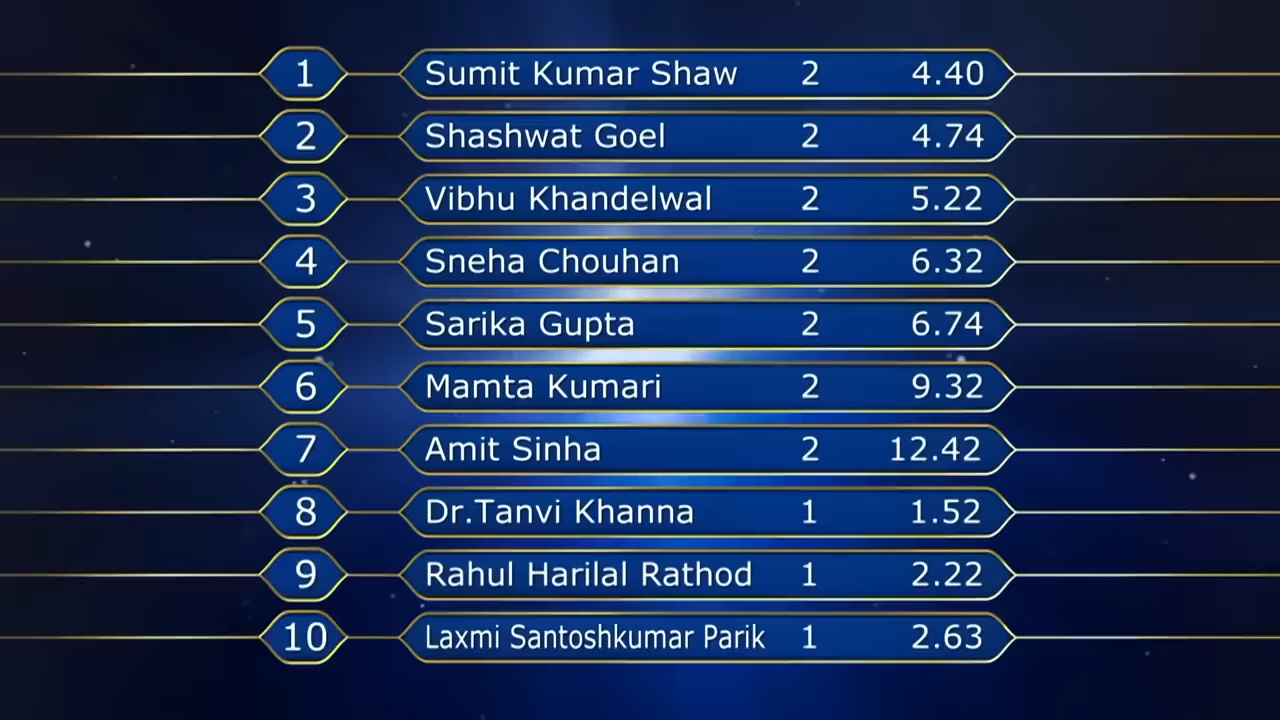 1 Sumit Kumar Shaw 2 4.40
2 Shashwat Goel 2 4.74
3 Vibhu Khandelwal 2 5.22
4 Sneha Chouhan 2 6.32
5 Sarika Gupta 2 6.74
6 Mamta Kumari 2 9.32
7 Amit Sinha 2 12.42
8 Dr.Tanvi Khanna 1 1.52
9 Rahul Harilal Rathod 1 2.22
10 Laxmi Santoshkumar Parik 1 2.63